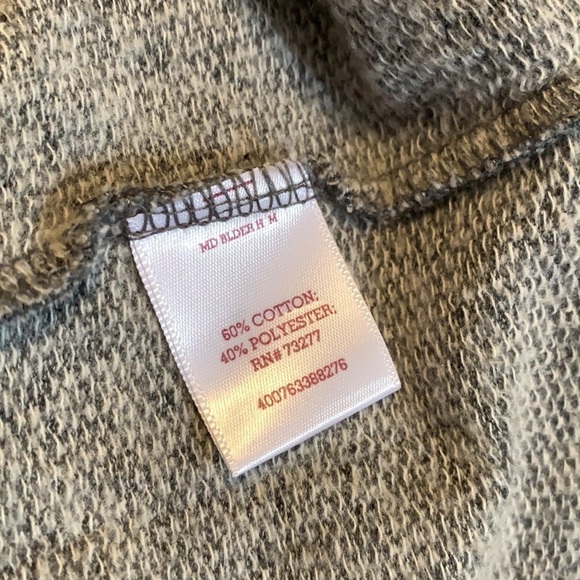 MD BLDER H M
60% COTTON;
40% POLYESTER;
RN# 73277
400763388276